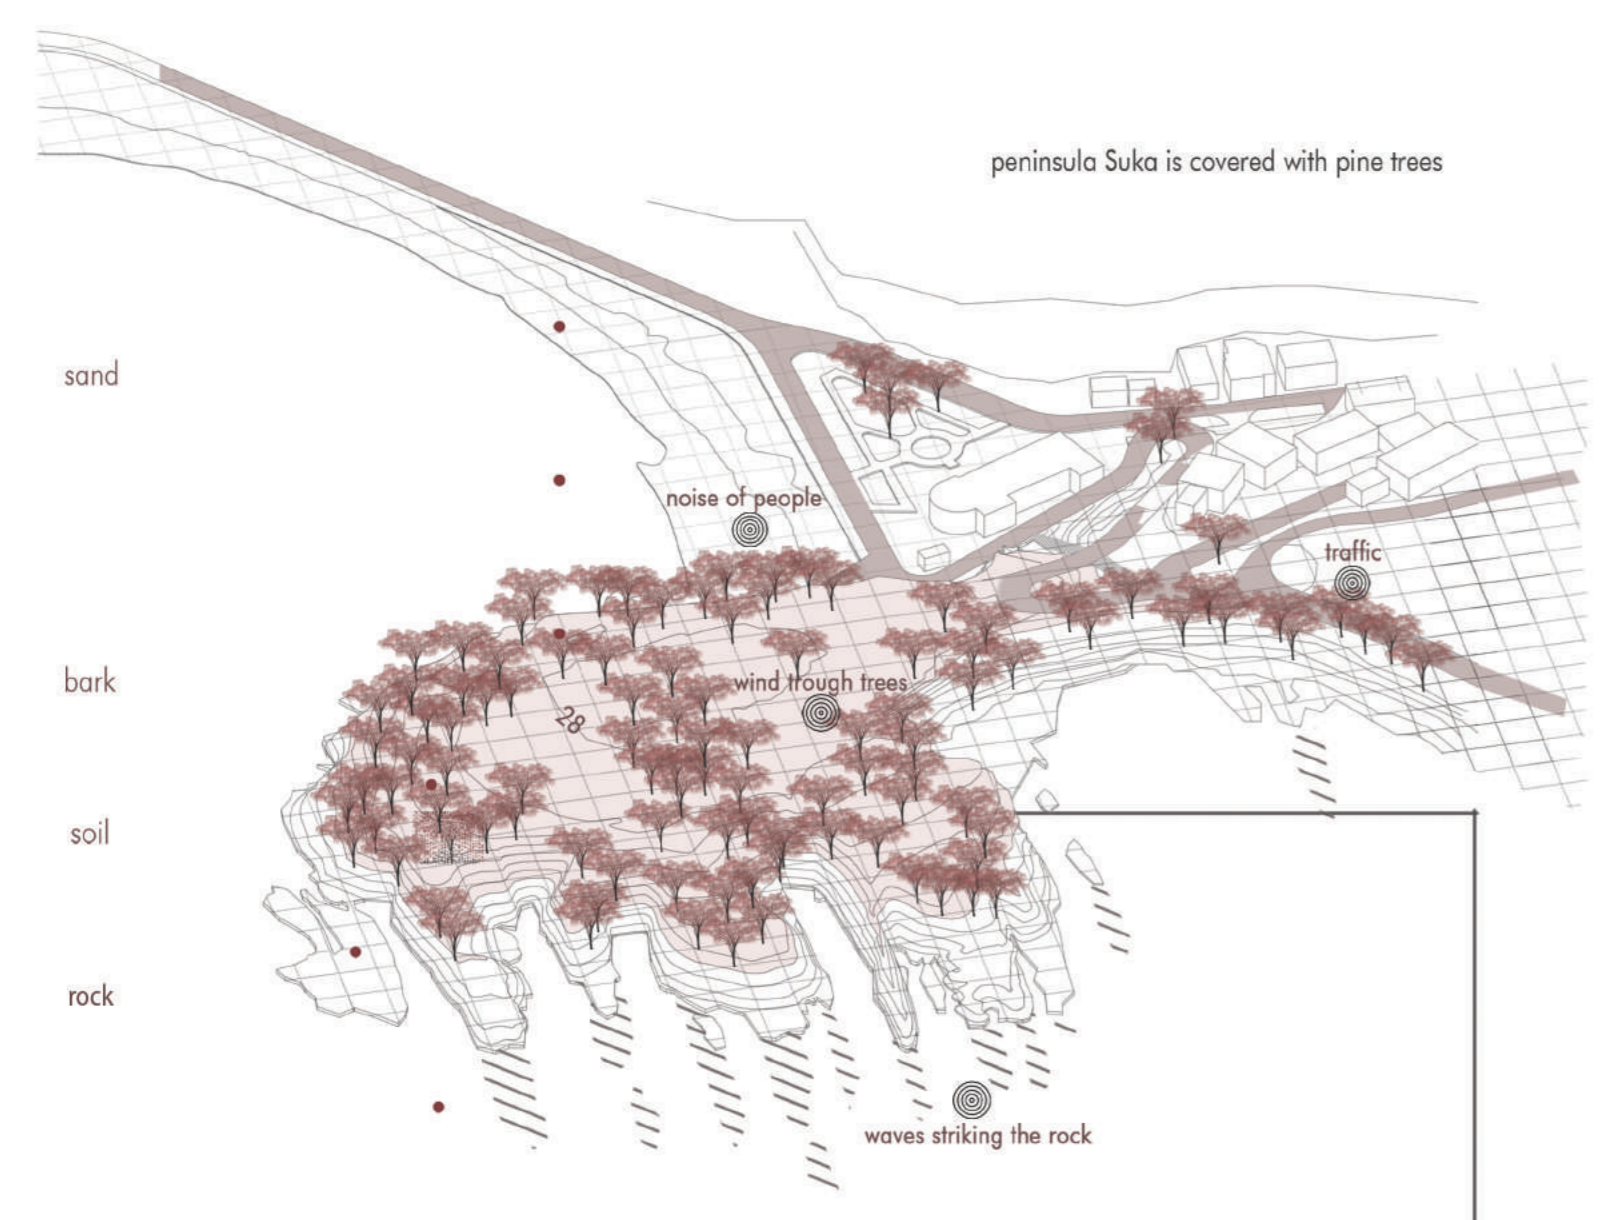 peninsula Suka is covered with pine trees
sand
noise of people
traffic
bark
wind trough trees
28
soil
rock
waves striking the rock